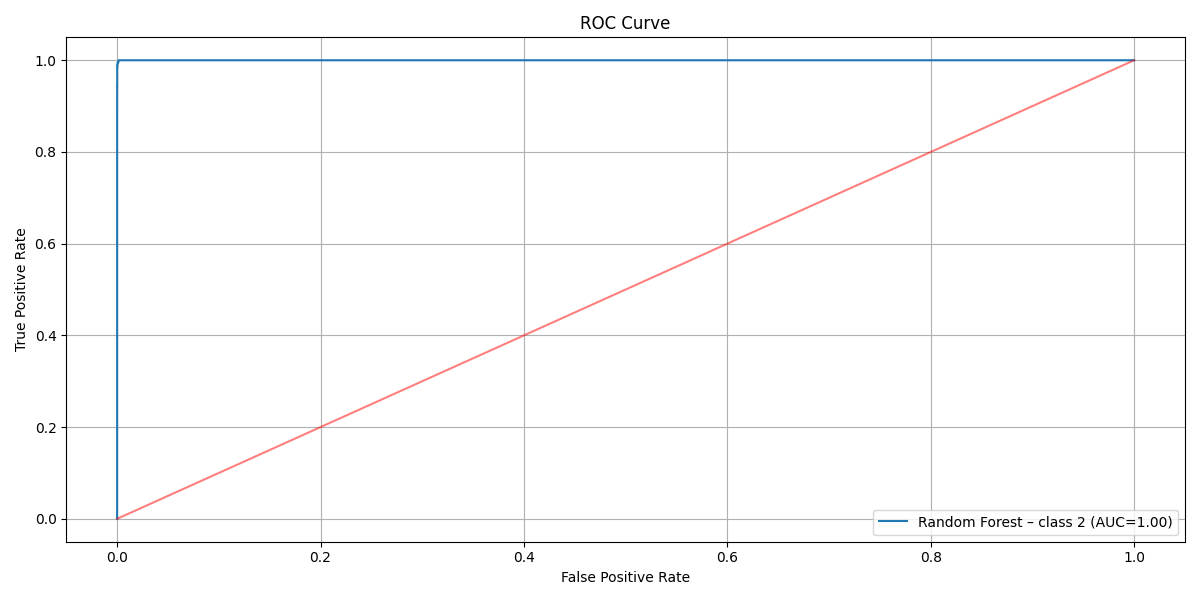 ROC Curve
True Positive Rate
1.0
0.8
0.6
0.4
0.2
0.0
0.0 0.2 0.4 0.6 0.8 1.0
False Positive Rate
Random Forest – class 2 (AUC=1.00)